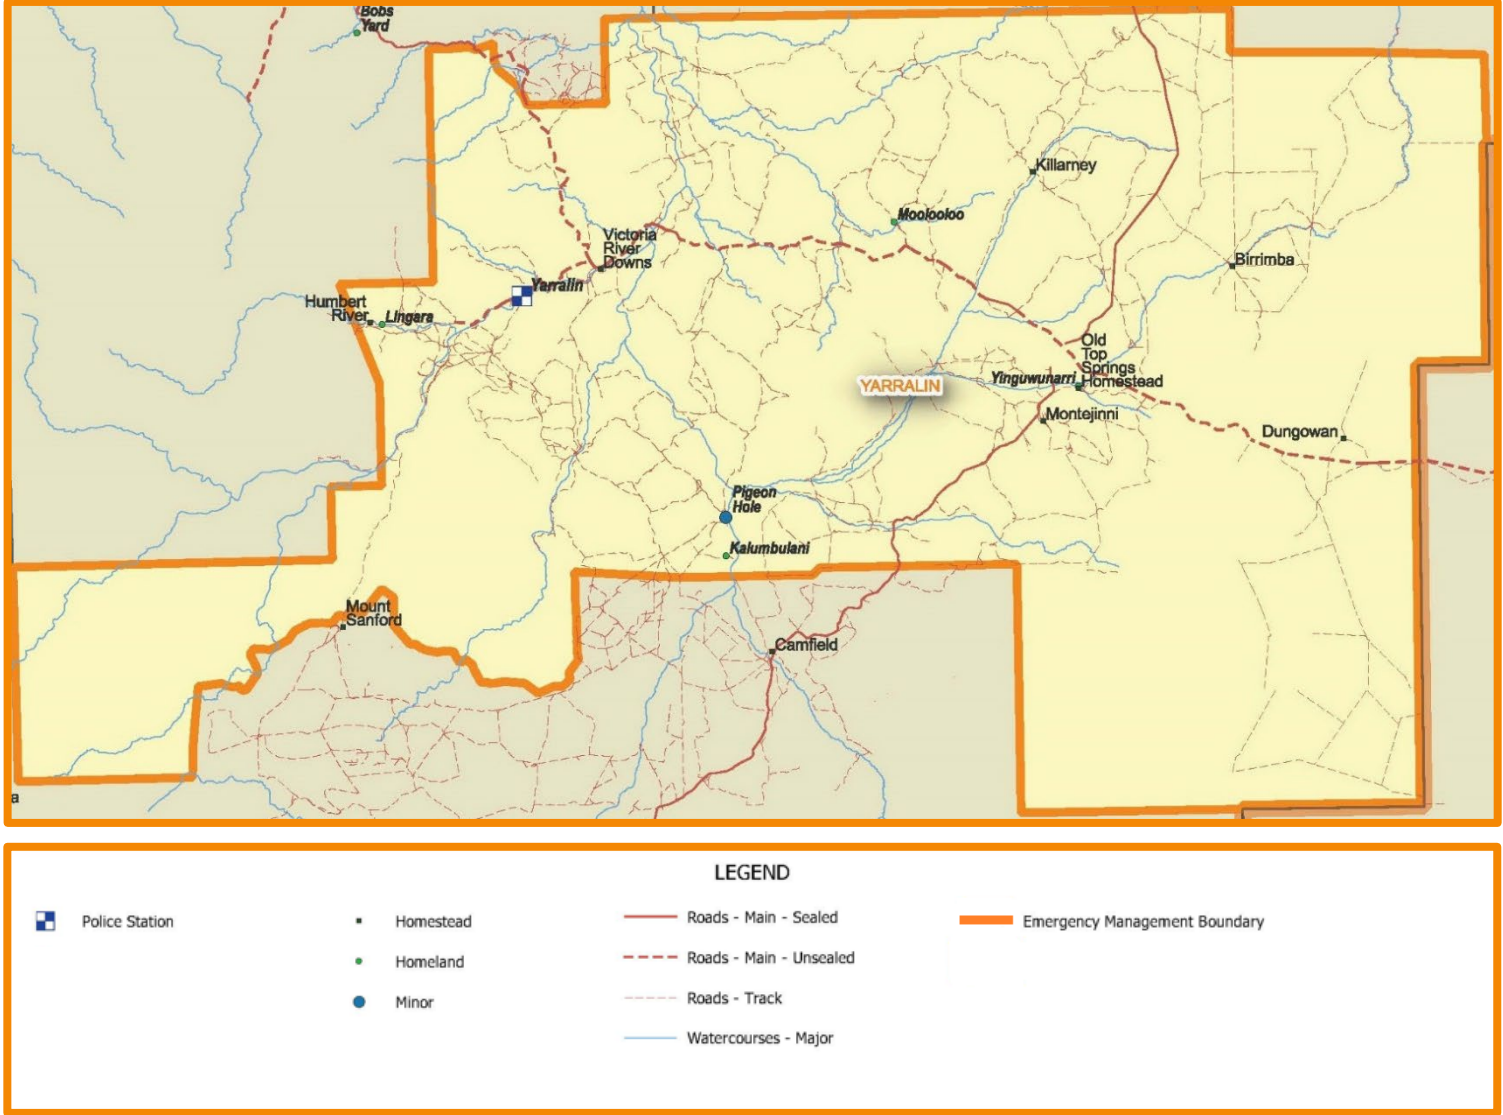 Bobs
Yard
Killarney
Moolooloo
Victoria
River
Downs
Birrimba
Yarralin
Humbert
River
Lingara
Old
Top
Springs
Homestead
Yinguwunarri
YARRALIN
Montejinni
Dungowan
Pigeon
Hole
Kalumbulani
Mount
Sanford
Camfield
a
LEGEND
Police Station
Homestead
Homeland
Minor
Roads - Main - Sealed
Roads - Main - Unsealed
Roads - Track
Watercourses - Major
Emergency Management Boundary